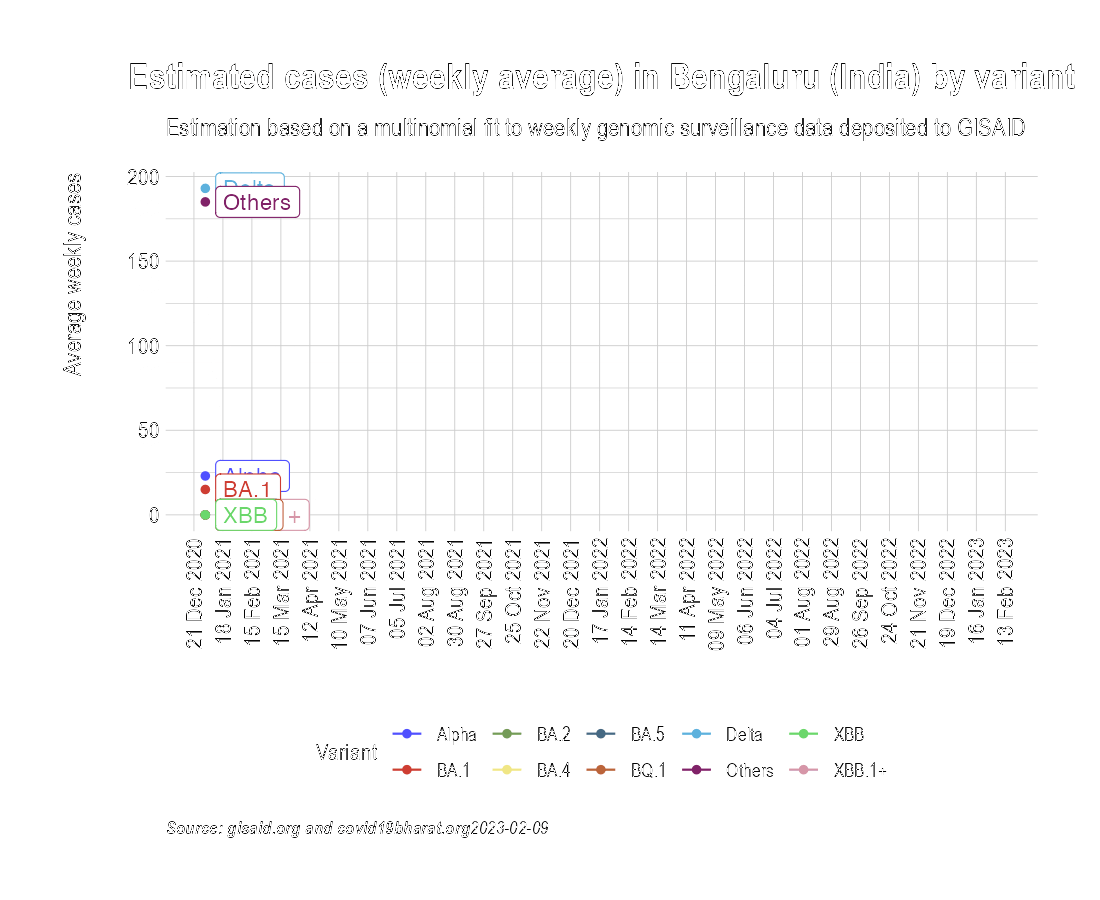 Estimated cases (weekly average) in Bengaluru (India) by variant
Estimation based on a multinomial fit to weekly genomic surveillance data deposited to GISAID
Average weekly cases
200
150
100
50
0
Delta
Others
Alpha
BA.1
XBB
+
21 Dec 2020
18 Jan 2021
15 Feb 2021
15 Mar 2021
12 Apr 2021
10 May 2021
07 Jun 2021
05 Jul 2021
02 Aug 2021
30 Aug 2021
27 Sep 2021
25 Oct 2021
22 Nov 2021
20 Dec 2021
17 Jan 2022
14 Feb 2022
14 Mar 2022
11 Apr 2022
09 May 2022
06 Jun 2022
04 Jul 2022
01 Aug 2022
29 Aug 2022
26 Sep 2022
24 Oct 2022
21 Nov 2022
19 Dec 2022
16 Jan 2023
13 Feb 2023
Variant
Alpha BA.2 BA.5 Delta XBB
BA.1 BA.4 BQ.1 Others XBB.1+
Source: gisaid.org and covid19bharat.org2023-02-09